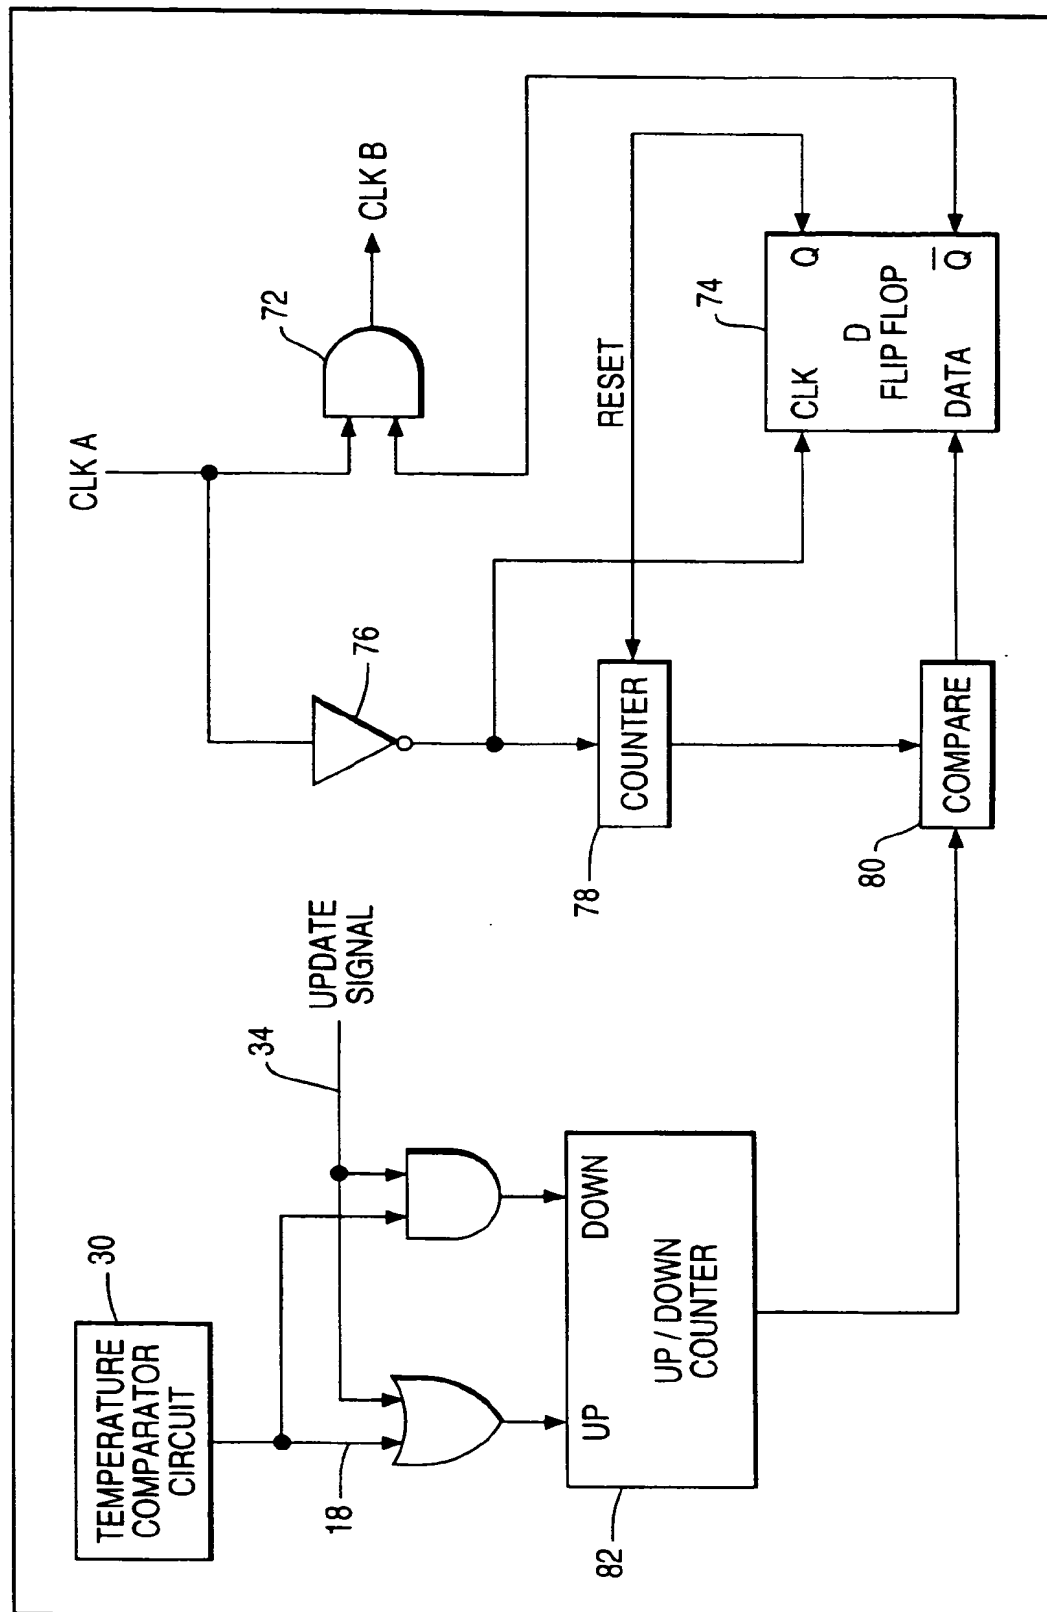 30
TEMPERATURE
COMPARATOR
CIRCUIT
18
34
UPDATE
SIGNAL
UP
DOWN
UP / DOWN
COUNTER
82
CLK A
72
CLK B
76
RESET
COUNTER
78
COMPARE
80
74
CLK
Q
D
FLIP FLOP
DATA
Q̅